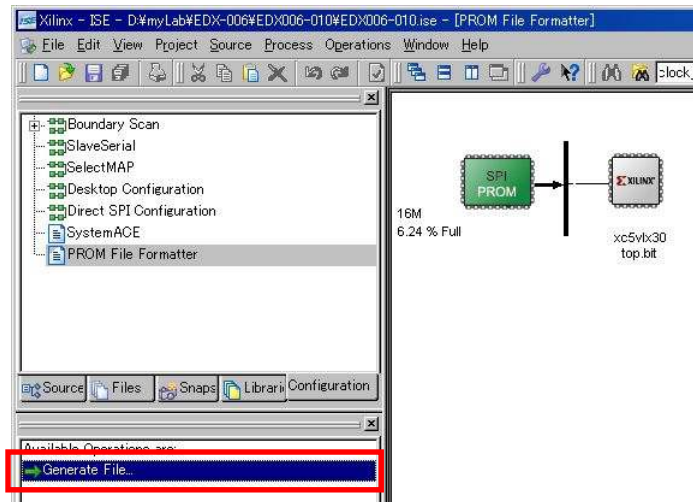 Xilinx - ISE - D:¥myLab¥EDX-006¥EDX006-010¥EDX006-010.ise - [PROM File Formatter]
File Edit View Project Source Process Operations Window Help
Boundary Scan
SlaveSerial
SelectMAP
Desktop Configuration
Direct SPI Configuration
SystemACE
PROM File Formatter
Source Files Snaps Librari Configuration
Available Operations are:
Generate File...
SPI
PROM
16M
6.24 % Full
XILINX
xc5vlx30
top.bit